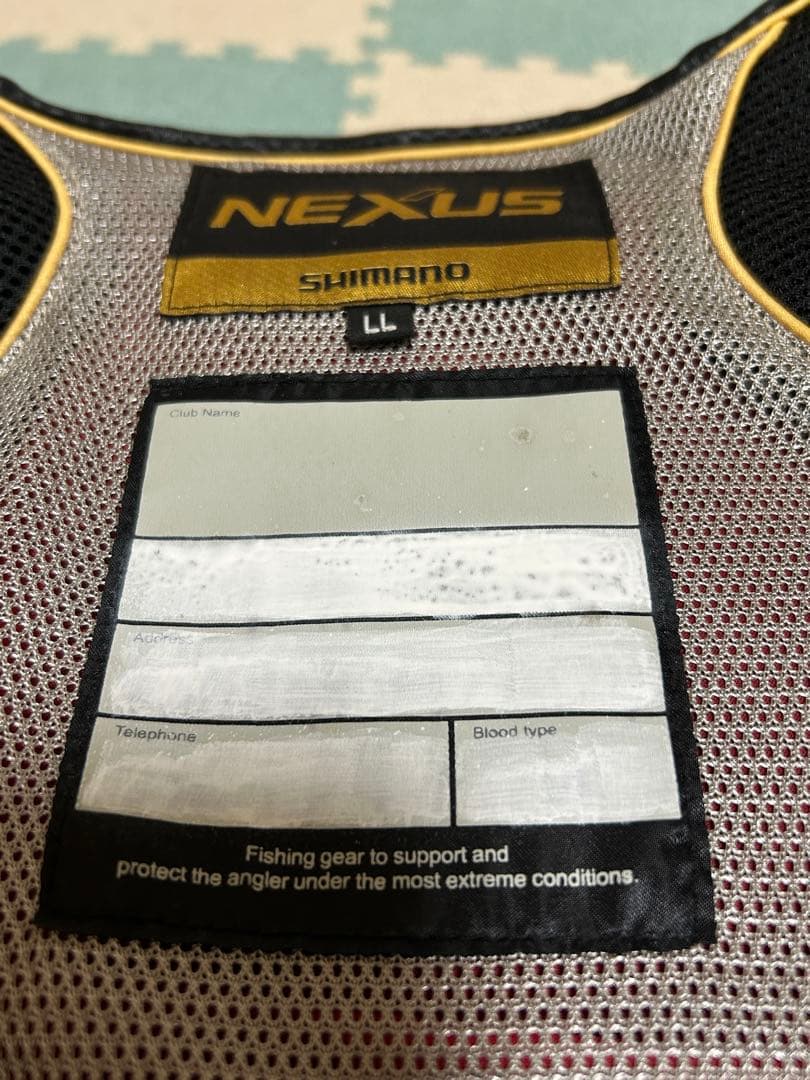 NEXUS
SHIMANO
LL
Club Name
Address
Telephone
Blood type
Fishing gear to support and
protect the angler under the most extreme conditions.